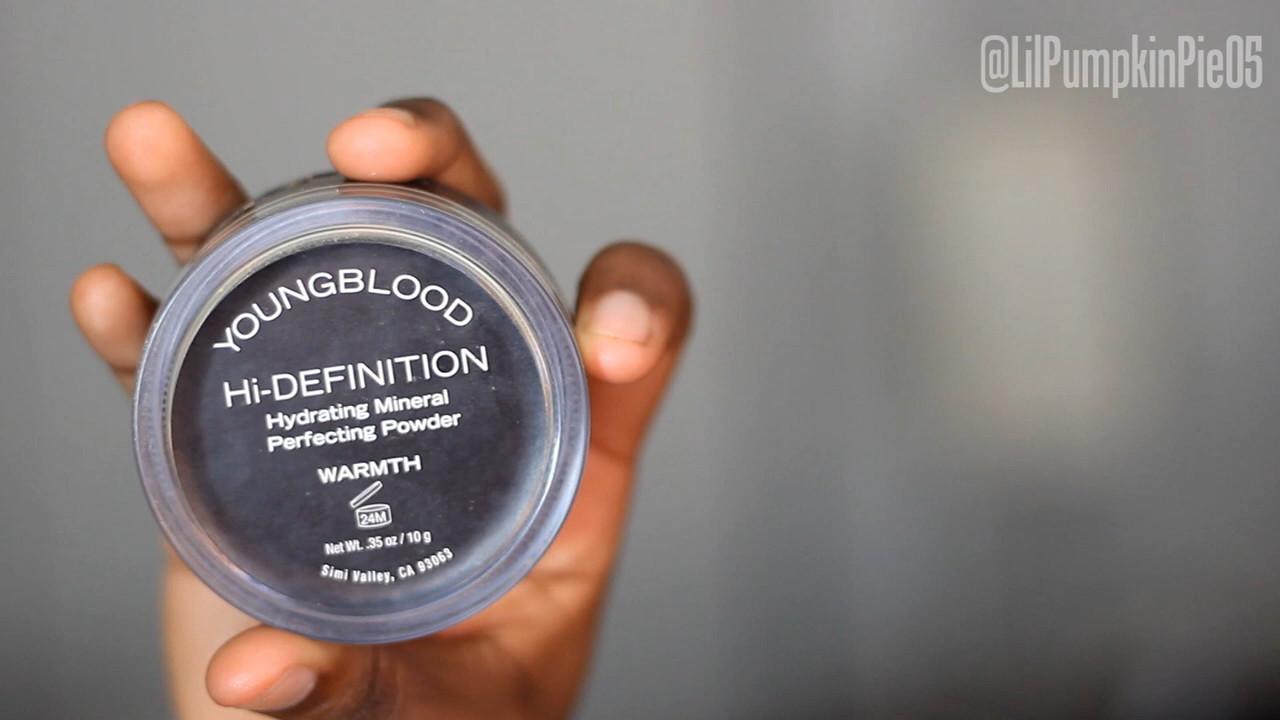 @LilPumpkinPie05
YOUNGBLOOD
Hi-DEFINITION
Hydrating Mineral
Perfecting Powder
WARMTH
24M
Net Wt. .35 oz / 10 g
Simi Valley, CA 93063